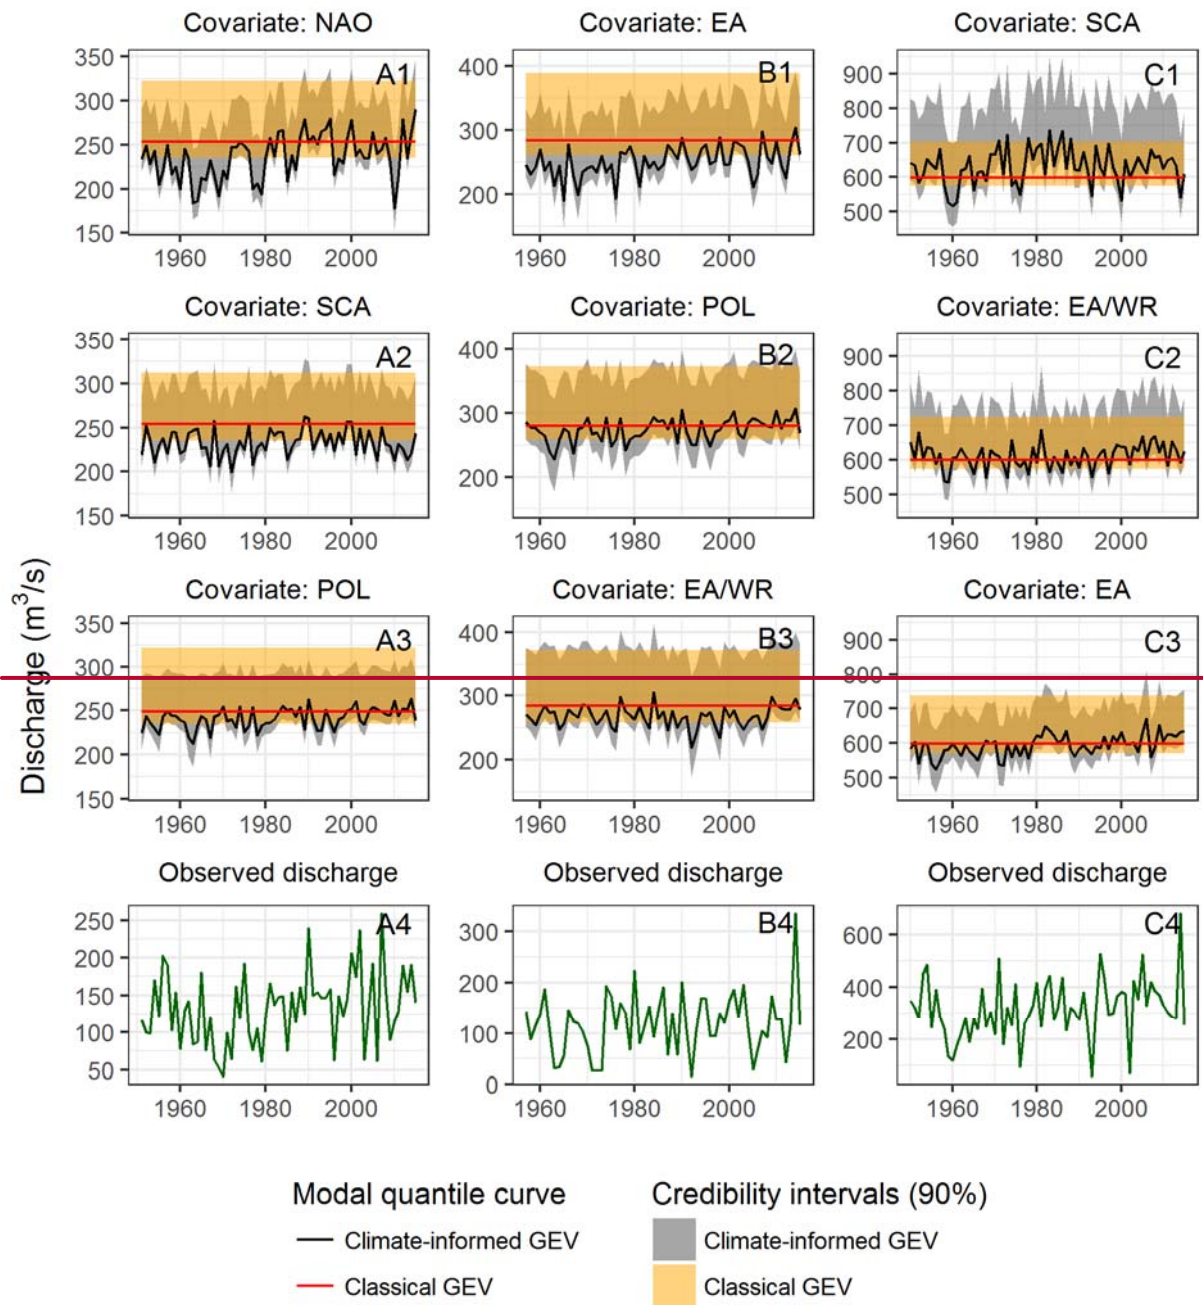 Covariate: NAO Covariate: EA Covariate: SCA
A1 B1 C1
350 300 250 200 150
400 300 200
900 800 700 600 500
1960 1980 2000 1960 1980 2000 1960 1980 2000
Covariate: SCA Covariate: POL Covariate: EA/WR
A2 B2 C2
350 300 250 200 150
400 300 200
900 800 700 600 500
1960 1980 2000 1960 1980 2000 1960 1980 2000
Discharge (m³/s)
Covariate: POL Covariate: EA/WR Covariate: EA
A3 B3 C3
350 300 250 200 150
400 300 200
900 800 700 600 500
1960 1980 2000 1960 1980 2000 1960 1980 2000
Observed discharge Observed discharge Observed discharge
A4 B4 C4
250 200 150 100 50
300 200 100 0
600 400 200
1960 1980 2000 1960 1980 2000 1960 1980 2000
Modal quantile curve Credibility intervals (90%)
Climate-informed GEV Climate-informed GEV
Classical GEV Classical GEV